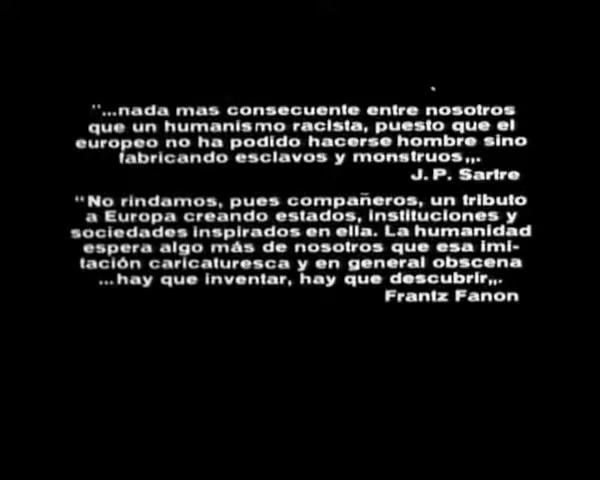 "...nada mas consecuente entre nosotros
que un humanismo racista, puesto que el
europeo no ha podido hacerse hombre sino
fabricando esclavos y monstruos,,.
J. P. Sartre
"No rindamos, pues compañeros, un tributo
a Europa creando estados, instituciones y
sociedades inspirados en ella. La humanidad
espera algo más de nosotros que esa imi-
tación caricaturesca y en general obscena
...hay que inventar, hay que descubrir,,.
Frantz Fanon